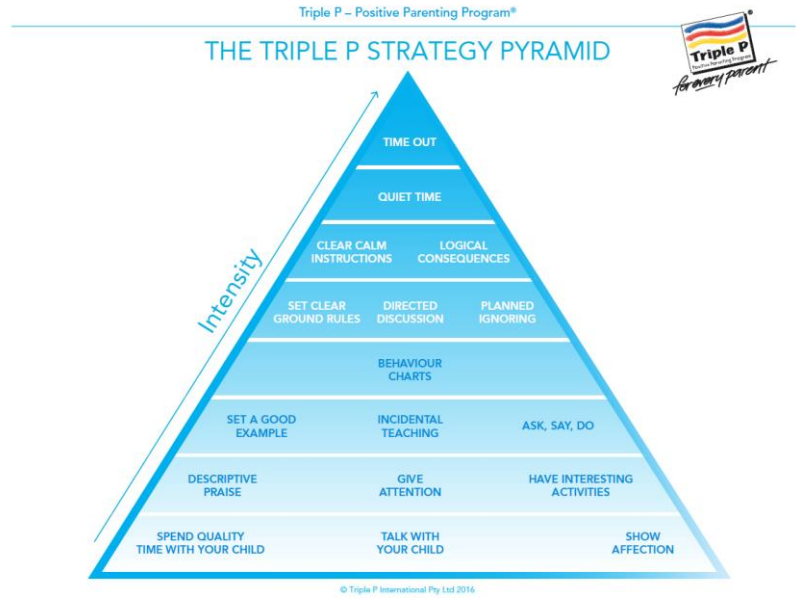 Triple P – Positive Parenting Program®
THE TRIPLE P STRATEGY PYRAMID
Triple P
Positive Parenting Program
for every parent
Intensity
TIME OUT
QUIET TIME
CLEAR CALM
INSTRUCTIONS
LOGICAL
CONSEQUENCES
SET CLEAR
GROUND RULES
DIRECTED
DISCUSSION
PLANNED
IGNORING
BEHAVIOUR
CHARTS
SET A GOOD
EXAMPLE
INCIDENTAL
TEACHING
ASK, SAY, DO
DESCRIPTIVE
PRAISE
GIVE
ATTENTION
HAVE INTERESTING
ACTIVITIES
SPEND QUALITY
TIME WITH YOUR CHILD
TALK WITH
YOUR CHILD
SHOW
AFFECTION
© Triple P International Pty Ltd 2016